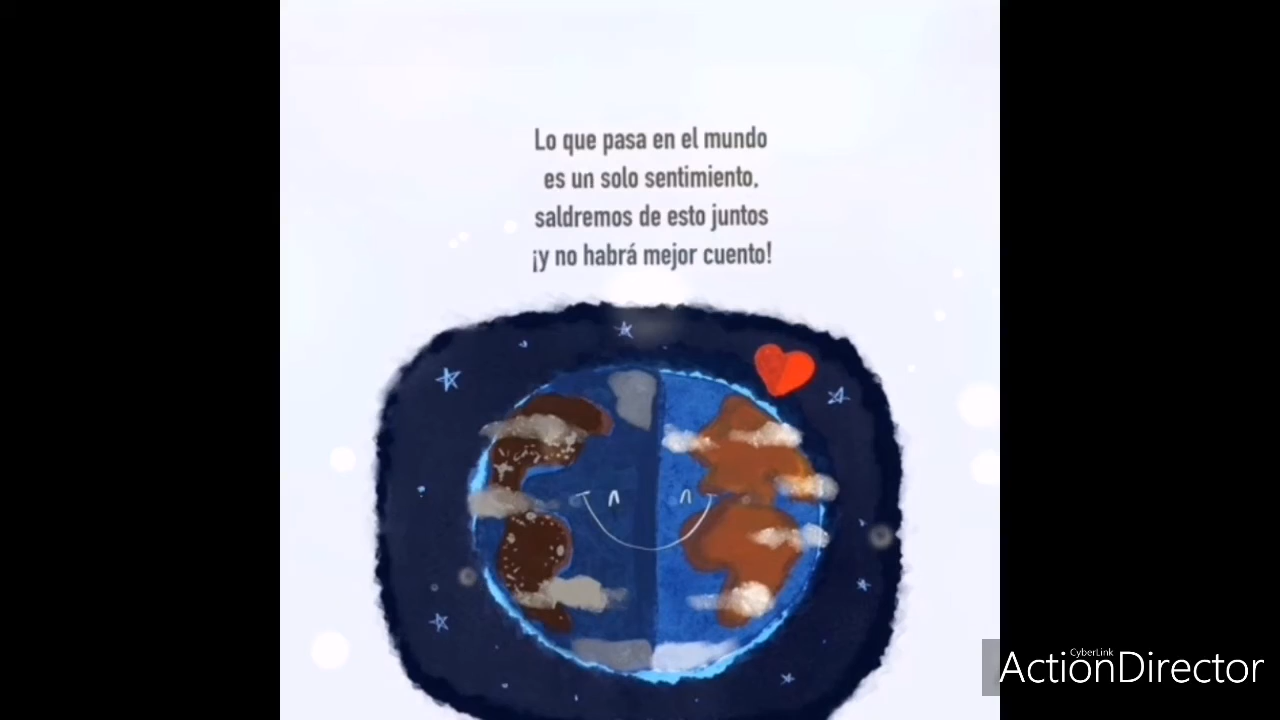 Lo que pasa en el mundo
es un solo sentimiento,
saldremos de esto juntos
¡y no habrá mejor cuento!
CyberLink
ActionDirector